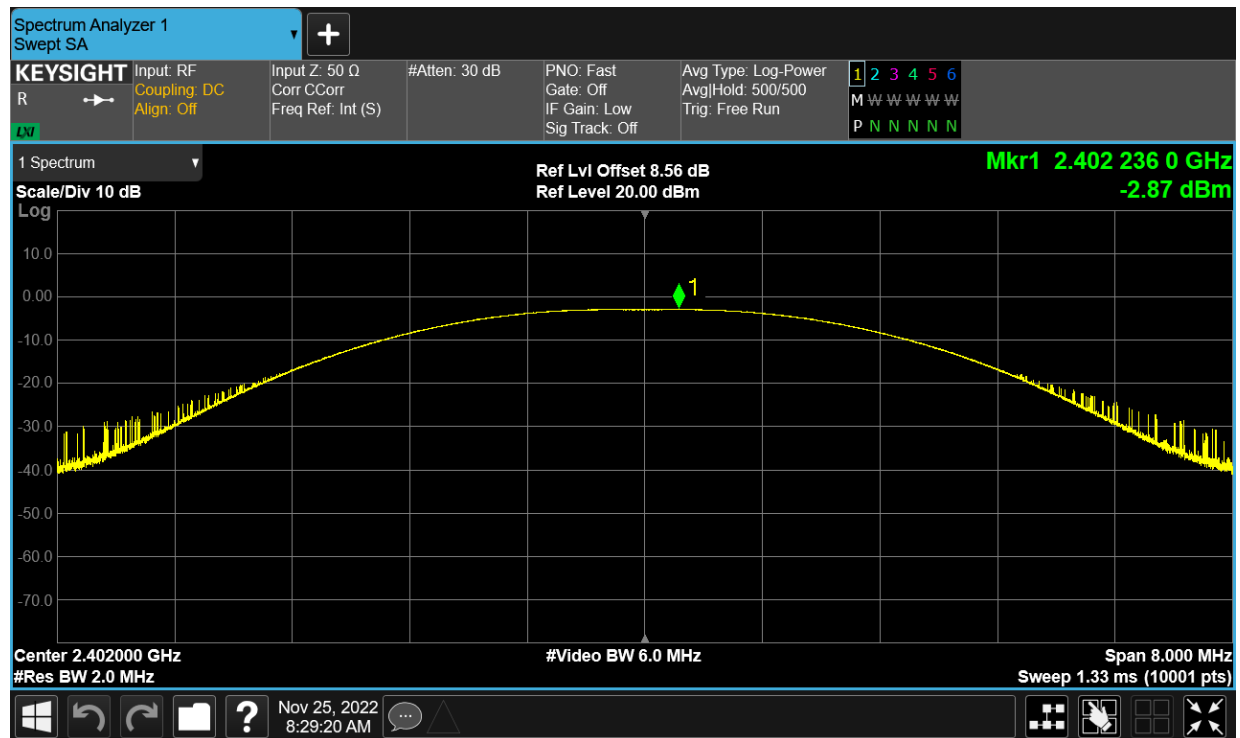 Spectrum Analyzer 1
Swept SA
▼
+
KEYSIGHT
R
LXI
Input: RF
Coupling: DC
Align: Off
Input Z: 50 Ω
Corr CCorr
Freq Ref: Int (S)
#Atten: 30 dB
PNO: Fast
Gate: Off
IF Gain: Low
Sig Track: Off
Avg Type: Log-Power
Avg|Hold: 500/500
Trig: Free Run
1 2 3 4 5 6
M W W W W W
P N N N N N
1 Spectrum ▼
Scale/Div 10 dB
Ref Lvl Offset 8.56 dB
Ref Level 20.00 dBm
Mkr1 2.402 236 0 GHz
-2.87 dBm
Log
10.0
0.00
-10.0
-20.0
-30.0
-40.0
-50.0
-60.0
-70.0
1
Center 2.402000 GHz
#Video BW 6.0 MHz
Span 8.000 MHz
#Res BW 2.0 MHz
Sweep 1.33 ms (10001 pts)
?
Nov 25, 2022
8:29:20 AM